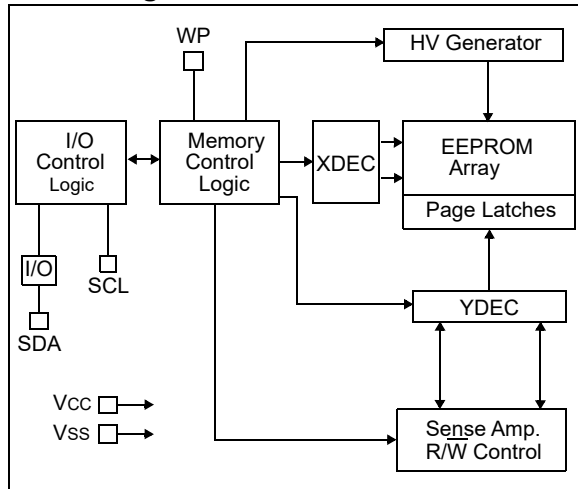 WP
HV Generator
I/O
Control
Logic
Memory
Control
Logic
XDEC
EEPROM
Array
Page Latches
I/O
SCL
SDA
YDEC
VCC
VSS
Sense Amp.
R/W̅ Control